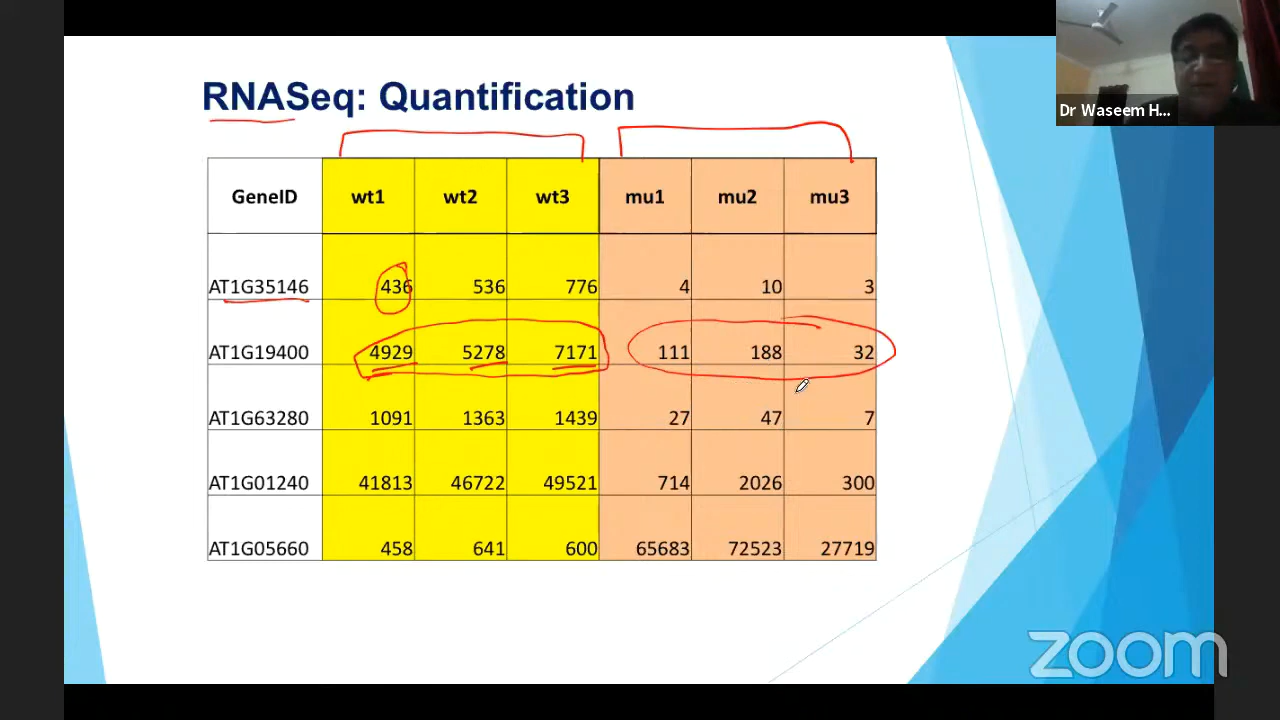 RNASeq: Quantification
Dr Waseem H...
GeneID wt1 wt2 wt3 mu1 mu2 mu3
AT1G35146 436 536 776 4 10 3
AT1G19400 4929 5278 7171 111 188 32
AT1G63280 1091 1363 1439 27 47 7
AT1G01240 41813 46722 49521 714 2026 300
AT1G05660 458 641 600 65683 72523 27719
zoom